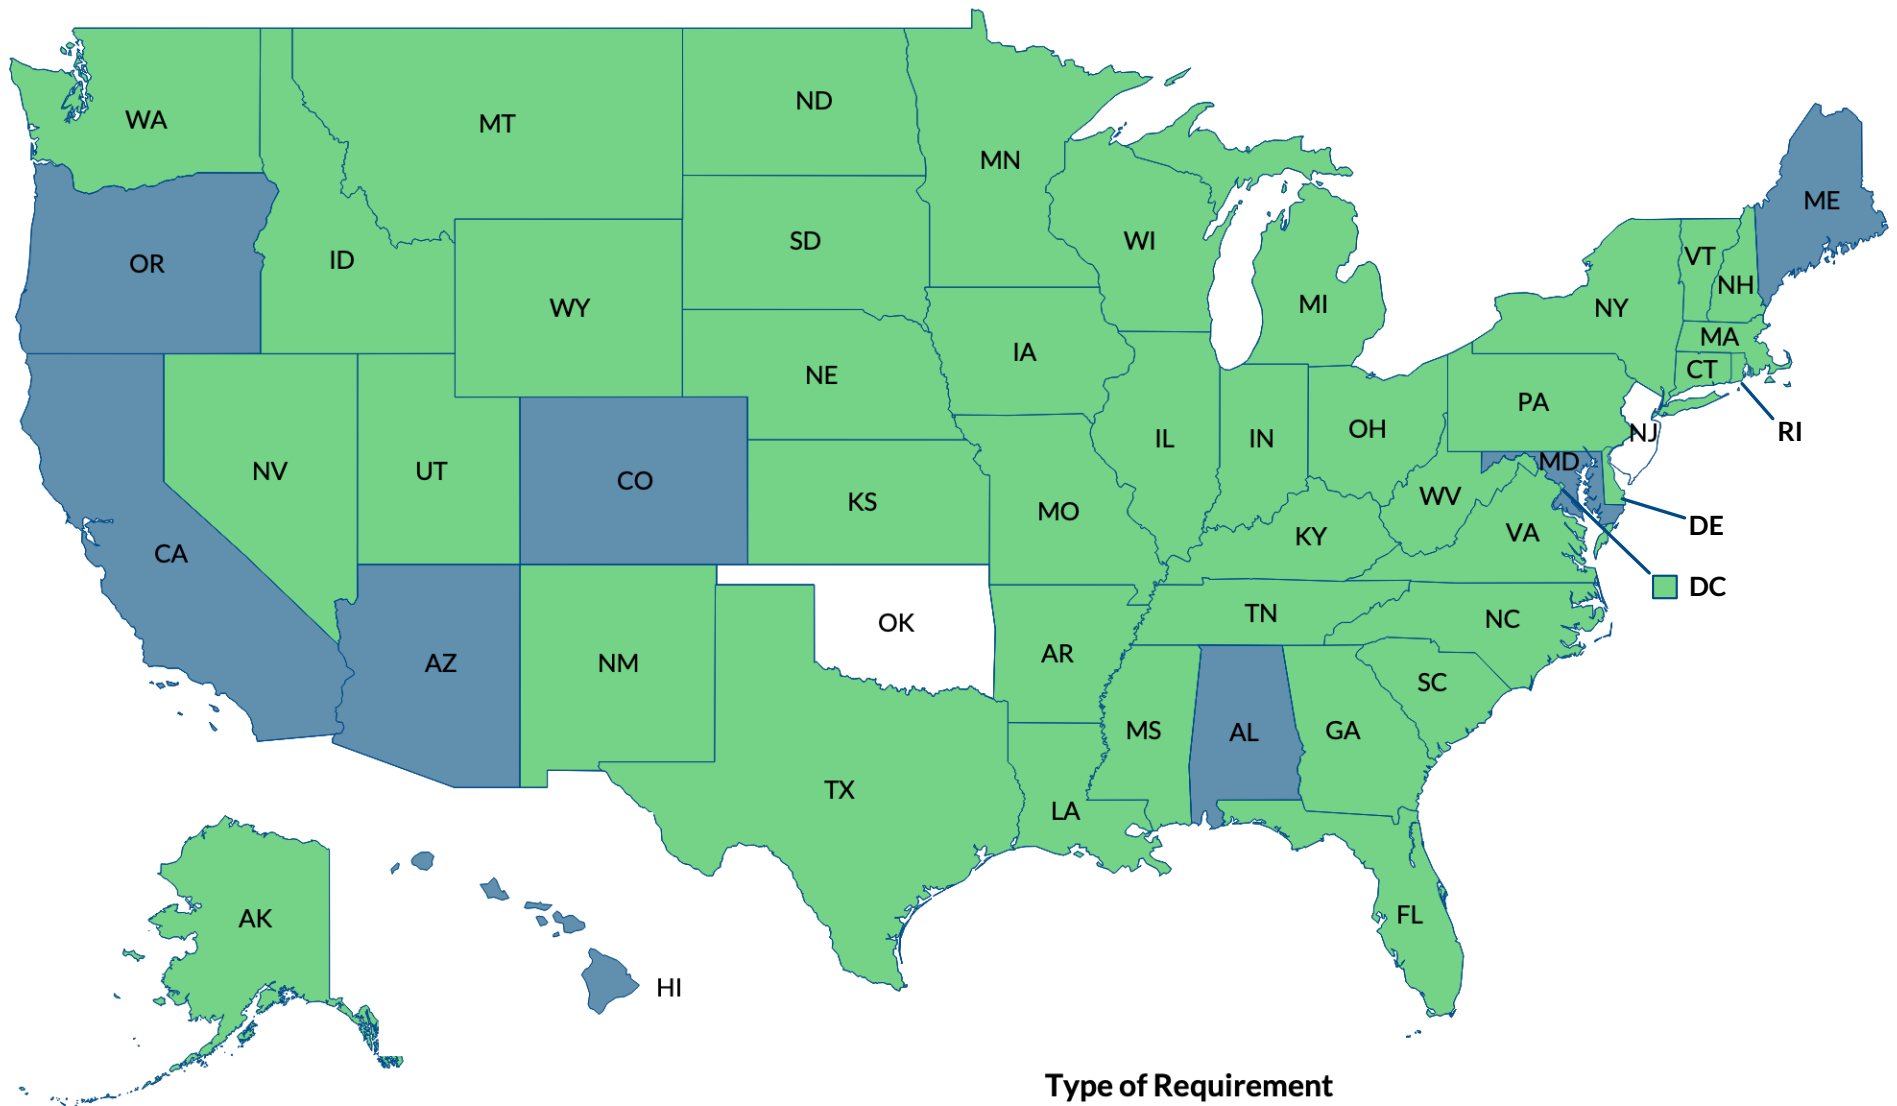 WA
MT
ND
MN
OR
ID
WY
SD
WI
MI
ME
VT
NH
NY
MA
CT
RI
NE
IA
PA
NJ
NV
UT
CO
KS
MO
IL
IN
OH
WV
MD
VA
DE
DC
CA
KY
AZ
NM
OK
AR
TN
NC
SC
MS
AL
GA
TX
LA
FL
AK
HI
Type of Requirement